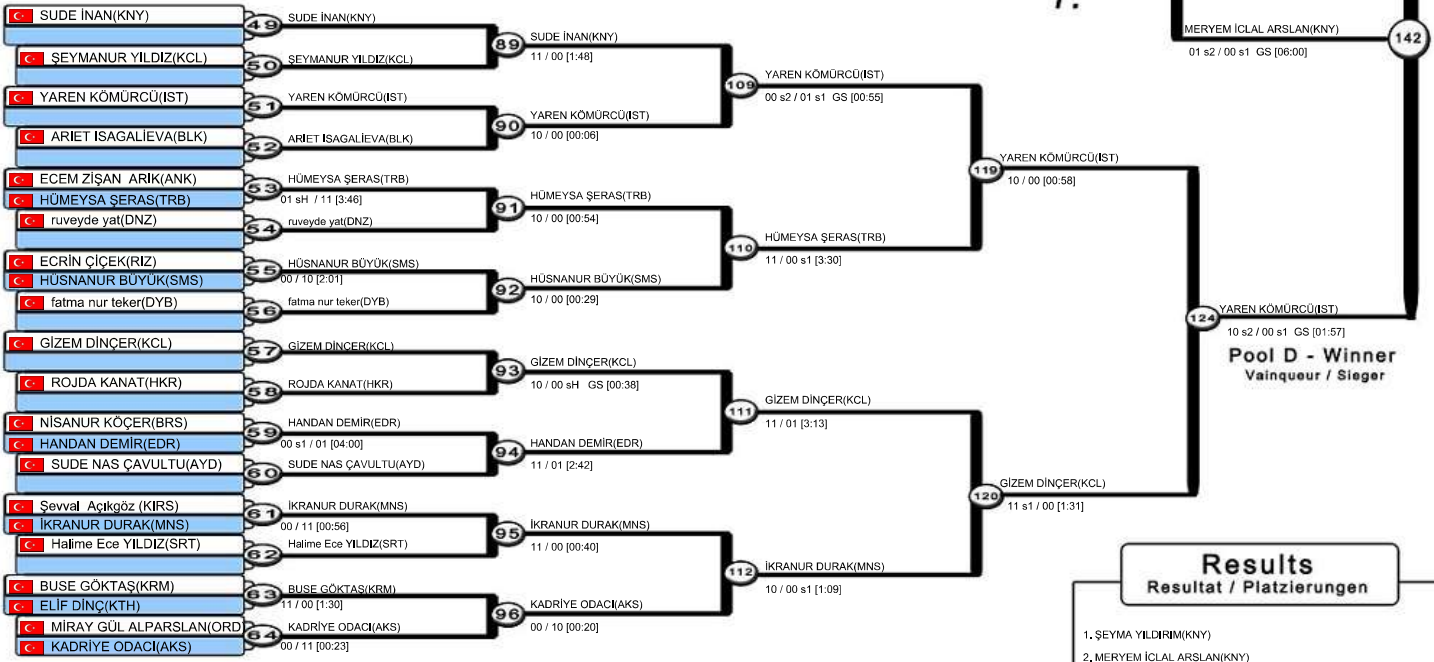 SUDE İNAN(KNY)
ŞEYMANUR YILDIZ(KCL)
YAREN KÖMÜRCÜ(IST)
ARIET ISAGALİEVA(BLK)
ECEM ZİŞAN ARIK(ANK)
HÜMEYSA ŞERAS(TRB)
ruveyde yat(DNZ)
ECRİN ÇİÇEK(RIZ)
HÜSNANUR BÜYÜK(SMS)
fatma nur teker(DYB)
GİZEM DİNÇER(KCL)
ROJDA KANAT(HKR)
NİSANUR KÖÇER(BRS)
HANDAN DEMİR(EDR)
SUDE NAS ÇAVULTU(AYD)
Şevval Açıkgöz (KIRS)
İKRANUR DURAK(MNS)
Halime Ece YILDIZ(SRT)
BUSE GÖKTAŞ(KRM)
ELİF DİNÇ(KTH)
MİRAY GÜL ALPARSLAN(ORD
KADRİYE ODACI(AKS)
49
SUDE İNAN(KNY)
50
ŞEYMANUR YILDIZ(KCL)
51
YAREN KÖMÜRCÜ(IST)
52
ARIET ISAGALİEVA(BLK)
53
HÜMEYSA ŞERAS(TRB)
01 sH / 11 [3:46]
54
ruveyde yat(DNZ)
55
HÜSNANUR BÜYÜK(SMS)
00 / 10 [2:01]
56
fatma nur teker(DYB)
57
GİZEM DİNÇER(KCL)
58
ROJDA KANAT(HKR)
59
HANDAN DEMİR(EDR)
00 s1 / 01 [04:00]
60
SUDE NAS ÇAVULTU(AYD)
61
İKRANUR DURAK(MNS)
00 / 11 [00:56]
62
Halime Ece YILDIZ(SRT)
63
BUSE GÖKTAŞ(KRM)
11 / 00 [1:30]
64
KADRİYE ODACI(AKS)
00 / 11 [00:23]
89
SUDE İNAN(KNY)
11 / 00 [1:48]
90
YAREN KÖMÜRCÜ(IST)
10 / 00 [00:06]
91
HÜMEYSA ŞERAS(TRB)
10 / 00 [00:54]
92
HÜSNANUR BÜYÜK(SMS)
10 / 00 [00:29]
93
GİZEM DİNÇER(KCL)
10 / 00 sH GS [00:38]
94
HANDAN DEMİR(EDR)
11 / 01 [2:42]
95
İKRANUR DURAK(MNS)
11 / 00 [00:40]
96
KADRİYE ODACI(AKS)
00 / 10 [00:20]
109
YAREN KÖMÜRCÜ(IST)
00 s2 / 01 s1 GS [00:55]
110
HÜMEYSA ŞERAS(TRB)
11 / 00 s1 [3:30]
111
GİZEM DİNÇER(KCL)
11 / 01 [3:13]
112
İKRANUR DURAK(MNS)
10 / 00 s1 [1:09]
119
YAREN KÖMÜRCÜ(IST)
10 / 00 [00:58]
120
GİZEM DİNÇER(KCL)
11 s1 / 00 [1:31]
124
YAREN KÖMÜRCÜ(IST)
10 s2 / 00 s1 GS [01:57]
Pool D - Winner
Vainqueur / Sieger
MERYEM İCLAL ARSLAN(KNY)
01 s2 / 00 s1 GS [06:00]
142
Results
Resultat / Platzierungen
1. ŞEYMA YILDIRIM(KNY)
2. MERYEM İCLAL ARSLAN(KNY)